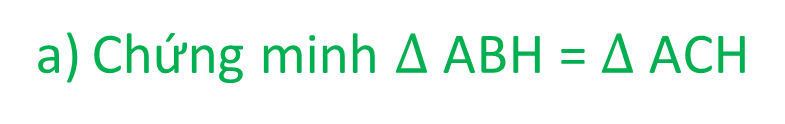 a) Chứng minh Δ ABH = Δ ACH